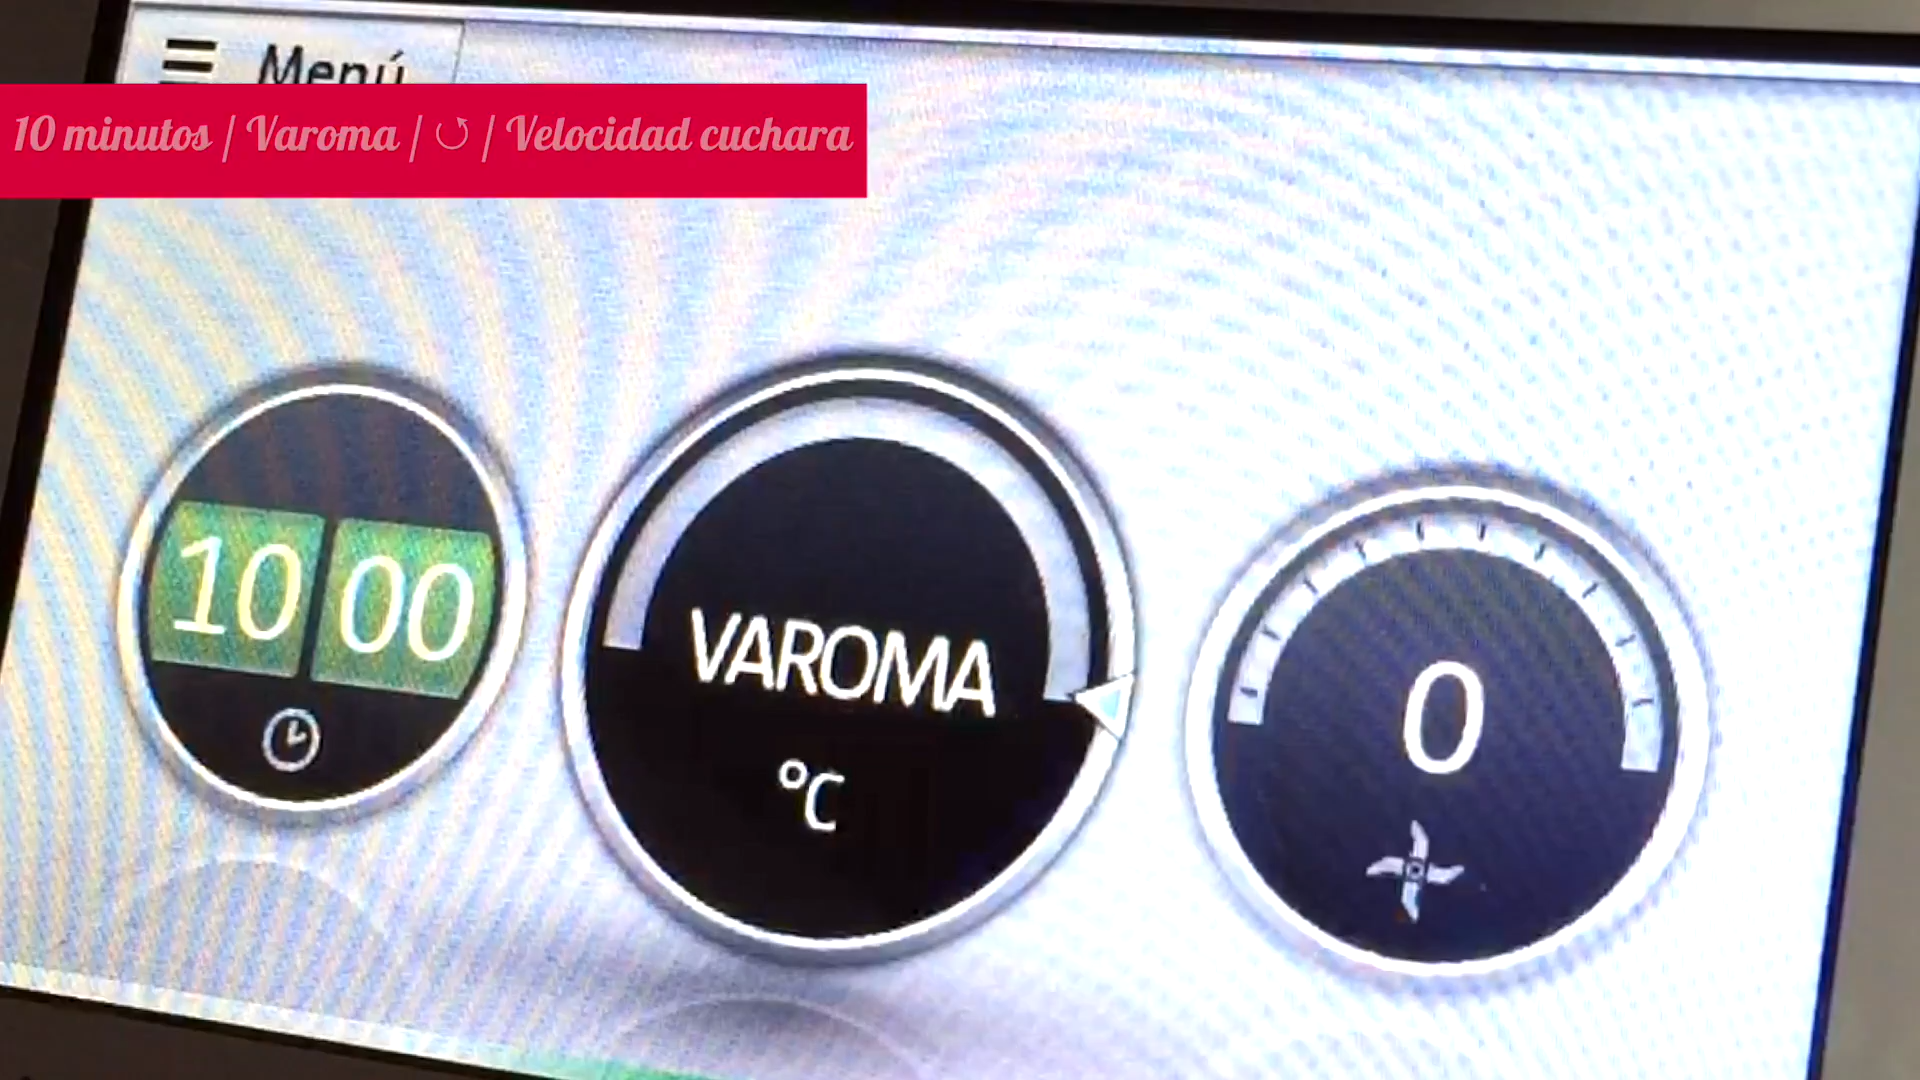 Menú
10 minutos / Varoma / ↺ / Velocidad cuchara
10 00
VAROMA
°C
0